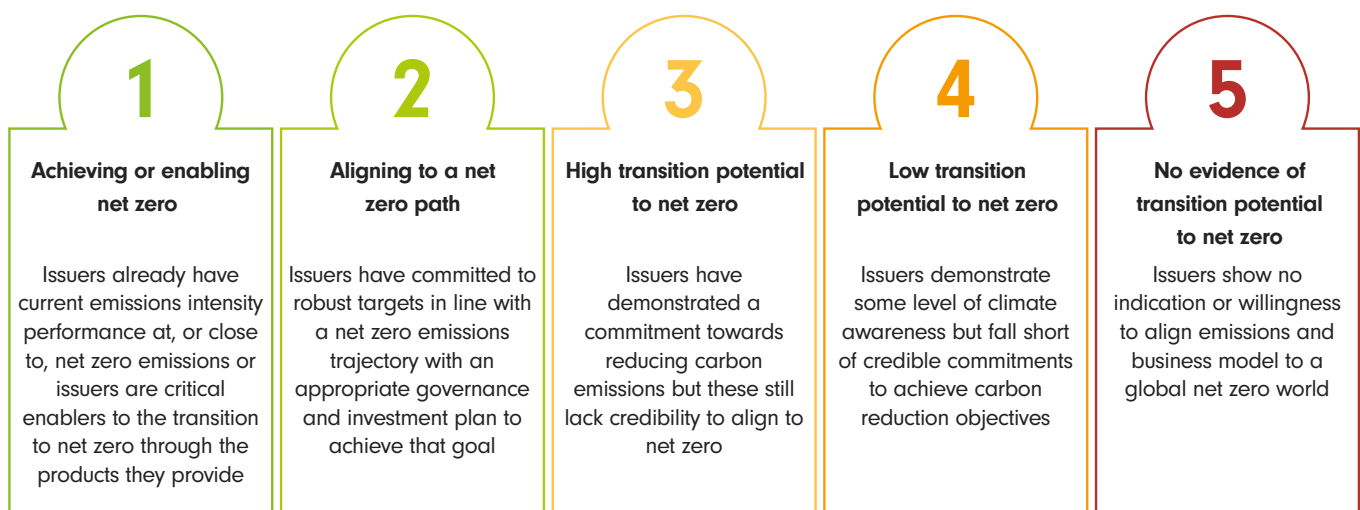 1
Achieving or enabling
net zero
Issuers already have
current emissions intensity
performance at, or close
to, net zero emissions or
issuers are critical
enablers to the transition
to net zero through the
products they provide
2
Aligning to a net
zero path
Issuers have committed to
robust targets in line with
a net zero emissions
trajectory with an
appropriate governance
and investment plan to
achieve that goal
3
High transition potential
to net zero
Issuers have
demonstrated a
commitment towards
reducing carbon
emissions but these still
lack credibility to align to
net zero
4
Low transition
potential to net zero
Issuers demonstrate
some level of climate
awareness but fall short
of credible commitments
to achieve carbon
reduction objectives
5
No evidence of
transition potential
to net zero
Issuers show no
indication or willingness
to align emissions and
business model to a
global net zero world